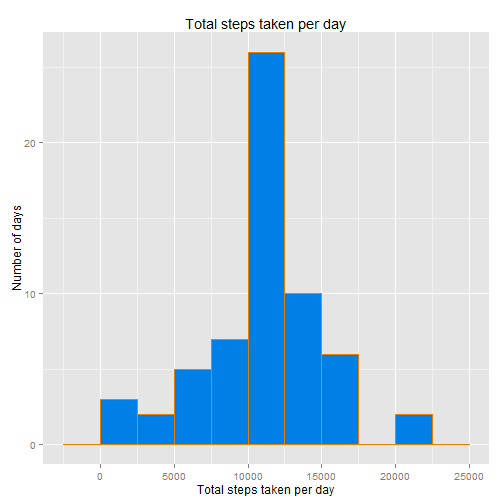 Total steps taken per day
Number of days
20
10
0
0 5000 10000 15000 20000 25000
Total steps taken per day